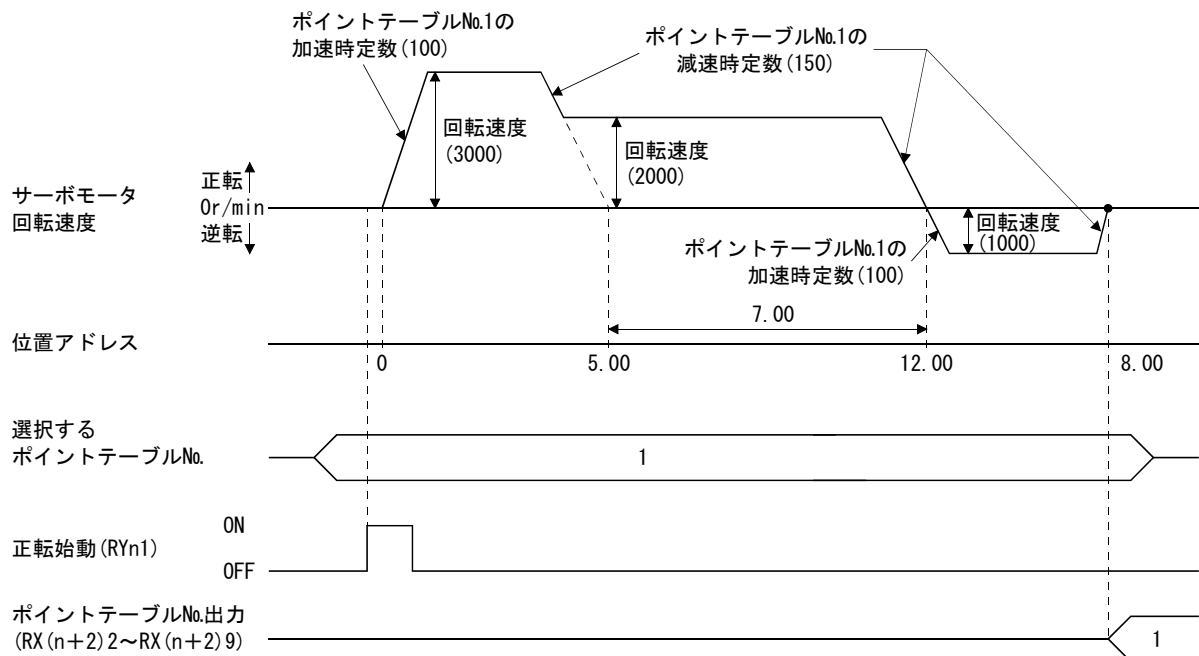 ポイントテーブル№1の
加速時定数(100)
ポイントテーブル№1の
減速時定数(150)
回転速度
(3000)
回転速度
(2000)
サーボモータ
回転速度
正転
0r/min
逆転
回転速度
(1000)
ポイントテーブル№1の
加速時定数(100)
7.00
位置アドレス
0
5.00
12.00
8.00
選択する
ポイントテーブル№
1
正転始動(RYn1)
ON
OFF
ポイントテーブル№出力
(RX(n+2)2～RX(n+2)9)
1